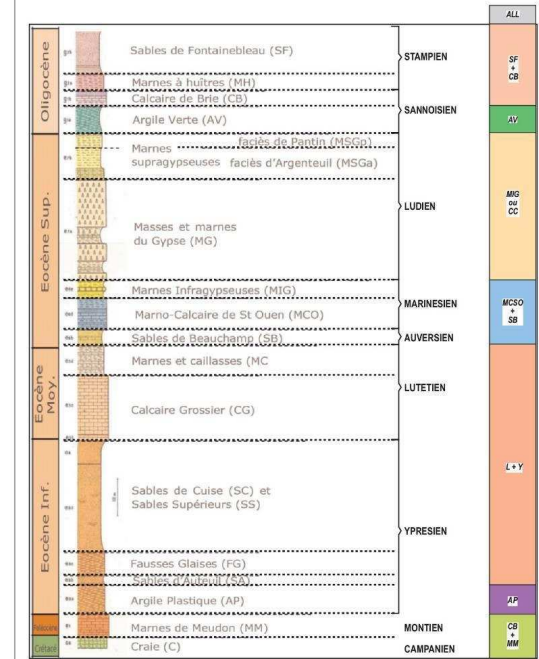 ALL
Oligocène
Sables de Fontainebleau (SF)
STAMPIEN
SF
+
CB
Marnes à huîtres (MH)
Calcaire de Brie (CB)
SANNOISIEN
Argile Verte (AV)
AV
Eocène Sup.
faciès de Pantin (MSGp)
Marnes
supragypseuses faciès d'Argenteuil (MSGa)
LUDIEN
MIG
ou
CC
Masses et marnes
du Gypse (MG)
Marnes Infragypseuses (MIG)
MARINESIEN
MCSO
+
SB
Marno-Calcaire de St Ouen (MCO)
Sables de Beauchamp (SB)
AUVERSIEN
Eocène
Moy.
Marnes et caillasses (MC
LUTETIEN
Calcaire Grossier (CG)
L + Y
Eocène Inf.
Sables de Cuise (SC) et
Sables Supérieurs (SS)
YPRESIEN
Fausses Glaises (FG)
Sables d'Auteuil (SA)
Argile Plastique (AP)
AP
Marnes de Meudon (MM)
MONTIEN
CB
+
MM
Crétacé
Craie (C)
CAMPANIEN